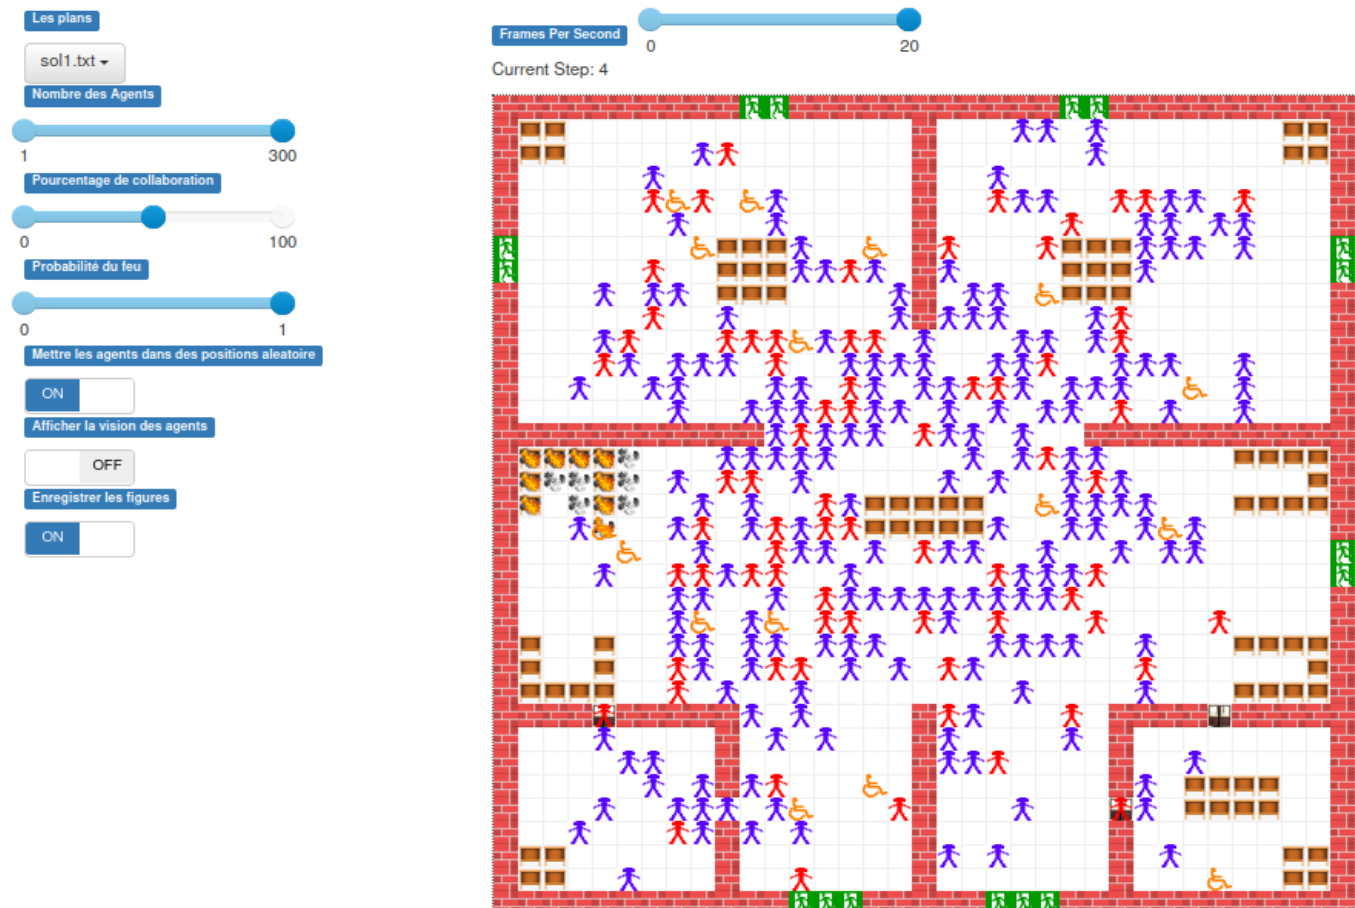 Les plans
sol1.txt
Nombre des Agents
1 300
Pourcentage de collaboration
0 100
Probabilité du feu
0 1
Mettre les agents dans des positions aleatoire
ON
Afficher la vision des agents
OFF
Enregistrer les figures
ON
Frames Per Second
0 20
Current Step: 4